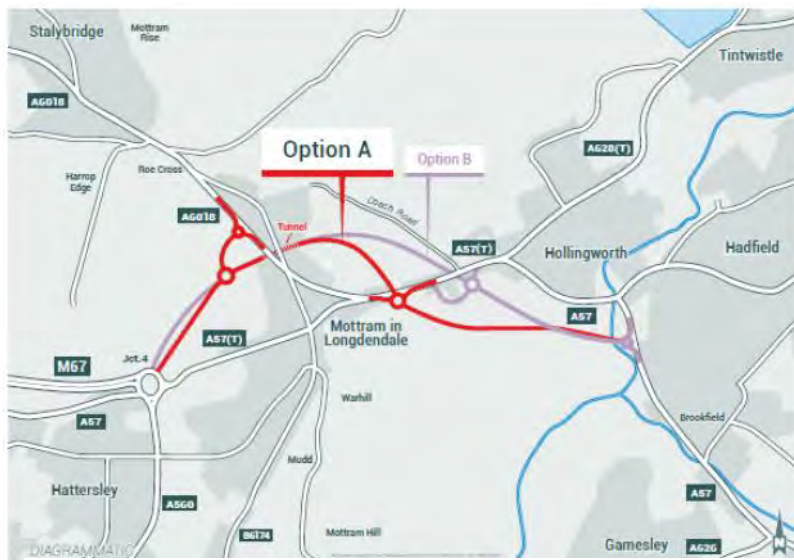 Stalybridge
Mottram
Rise
Tintwistle
A6018
Option A
Option B
A628(T)
Roe Cross
Harrop
Edge
Coach Road
A6018
Tunnel
A57(T)
Hollingworth
Hadfield
Mottram in
Longdendale
A57
A57(T)
Jct.4
M67
Warhill
A57
Brookfield
Mudd
Hattersley
A560
A57
B6174
Mottram Hill
Gamesley
A626
N
DIAGRAMMATIC